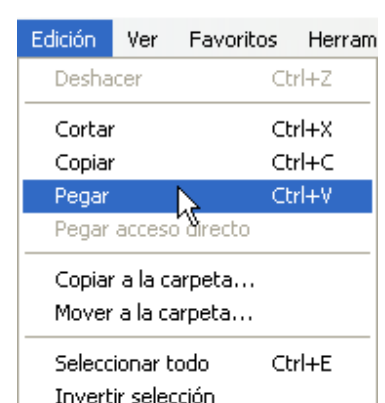 Edición Ver Favoritos Herram
Deshacer Ctrl+Z
Cortar Ctrl+X
Copiar Ctrl+C
Pegar Ctrl+V
Pegar acceso directo
Copiar a la carpeta...
Mover a la carpeta...
Seleccionar todo Ctrl+E
Invertir selección